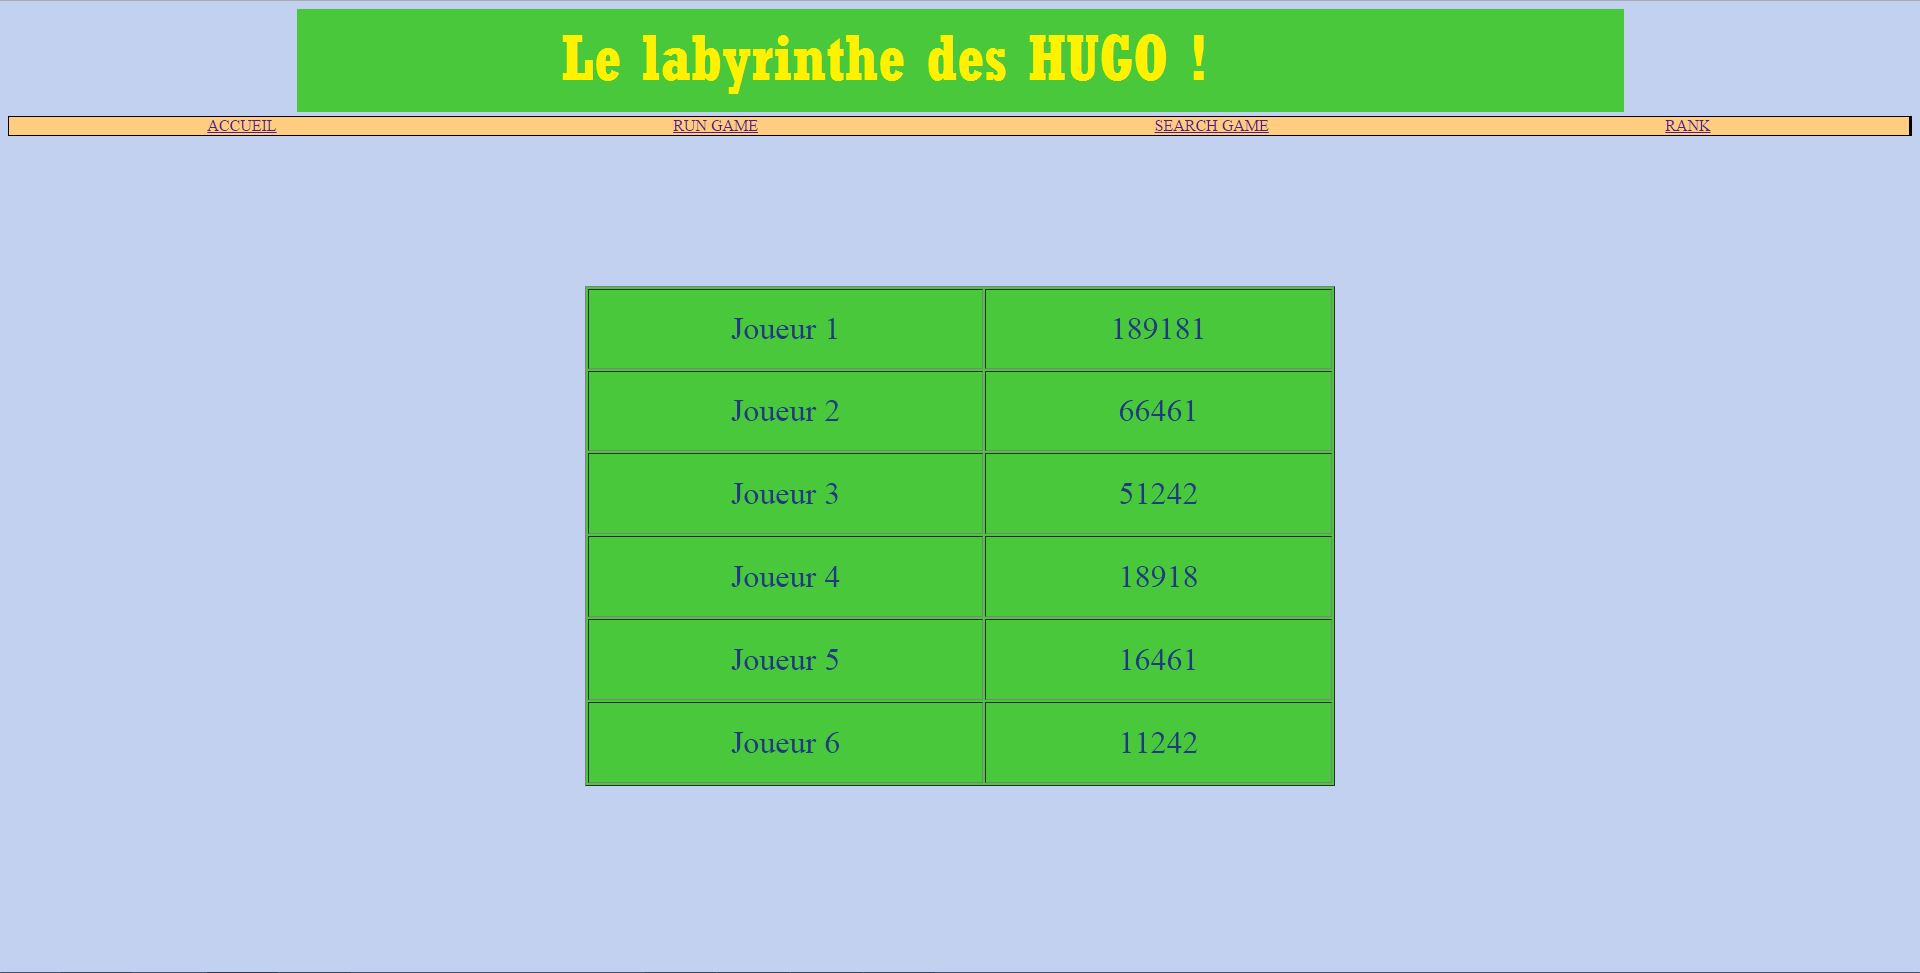 Le labyrinthe des HUGO !
ACCUEIL RUN GAME SEARCH GAME RANK
Joueur 1 189181
Joueur 2 66461
Joueur 3 51242
Joueur 4 18918
Joueur 5 16461
Joueur 6 11242